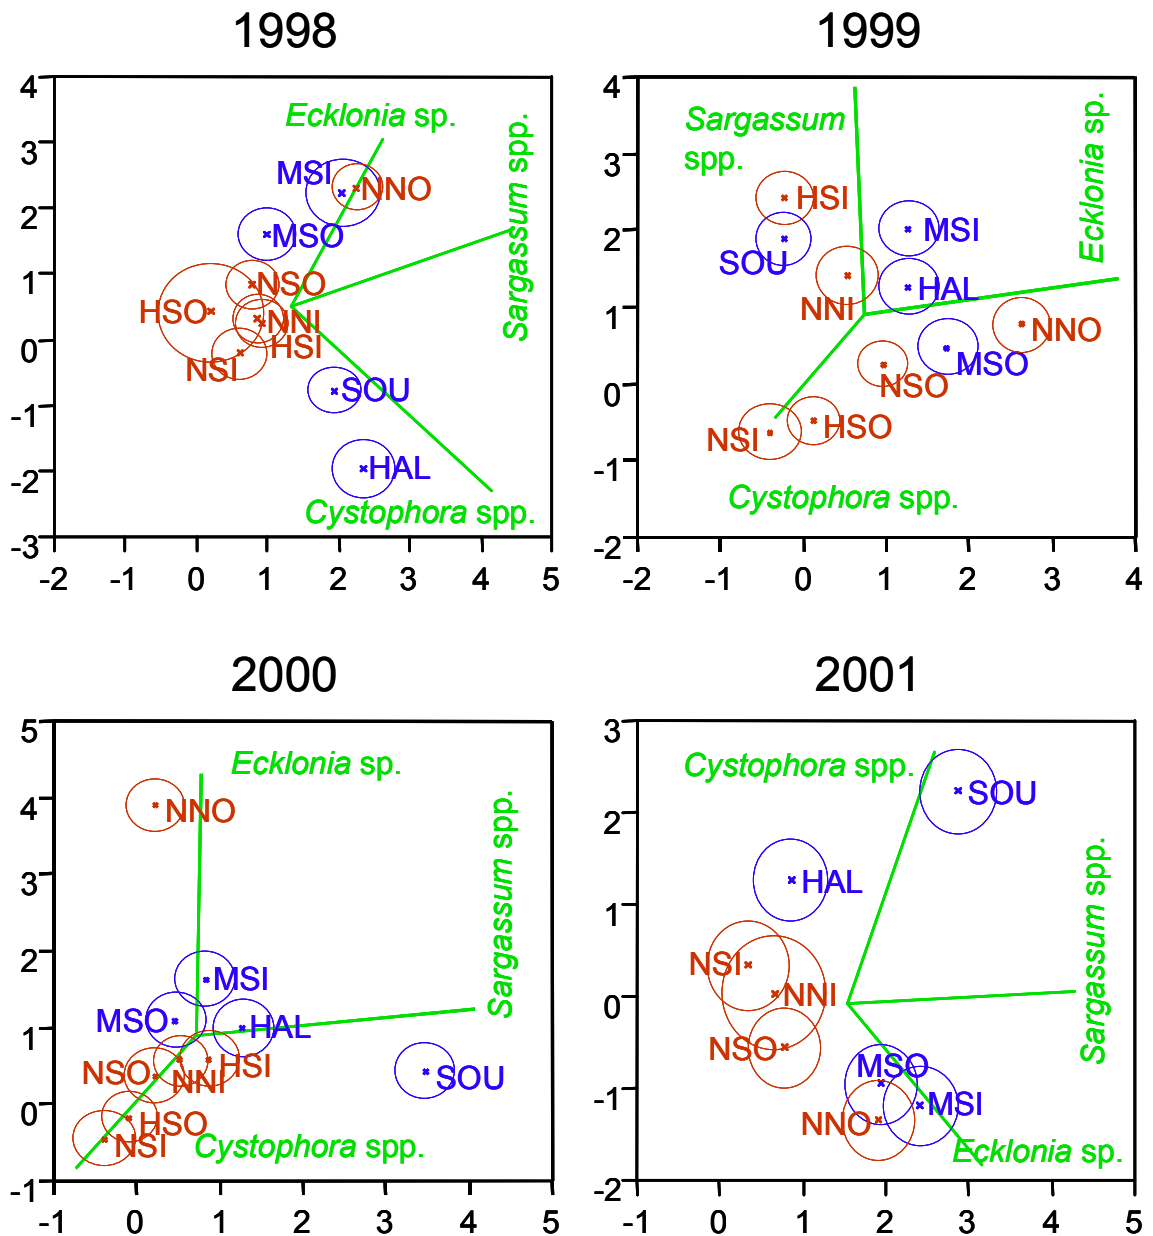 1998
4
3
2
1
0
-1
-2
-3
-2
-1
0
1
2
3
4
5
Ecklonia sp.
Sargassum spp.
MSI
NNO
MSO
NSO
HSO
NNI
HSI
NSI
SOU
HAL
Cystophora spp.
1999
4
3
2
1
0
-1
-2
-2
-1
0
1
2
3
4
Sargassum
spp.
Ecklonia sp.
HSI
MSI
SOU
HAL
NNI
NNO
MSO
NSO
NSI
HSO
Cystophora spp.
2000
5
4
3
2
1
0
-1
-1
0
1
2
3
4
5
Ecklonia sp.
Sargassum spp.
NNO
MSI
MSO
HAL
HSI
NSO
NNI
SOU
HSO
NSI
Cystophora spp.
2001
3
2
1
0
-1
-2
-1
0
1
2
3
4
5
Cystophora spp.
SOU
HAL
Sargassum spp.
NSI
NNI
NSO
MSO
MSI
NNO
Ecklonia sp.